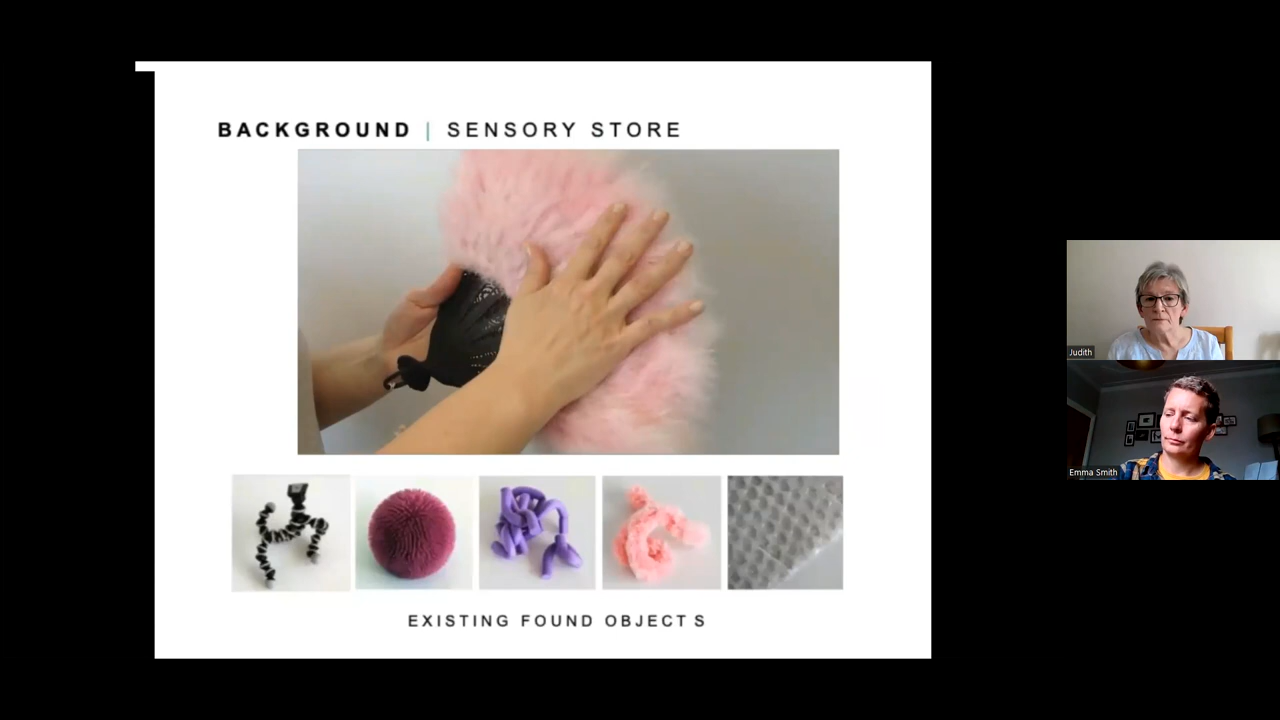 BACKGROUND | SENSORY STORE
EXISTING FOUND OBJECTS
Judith
Emma Smith